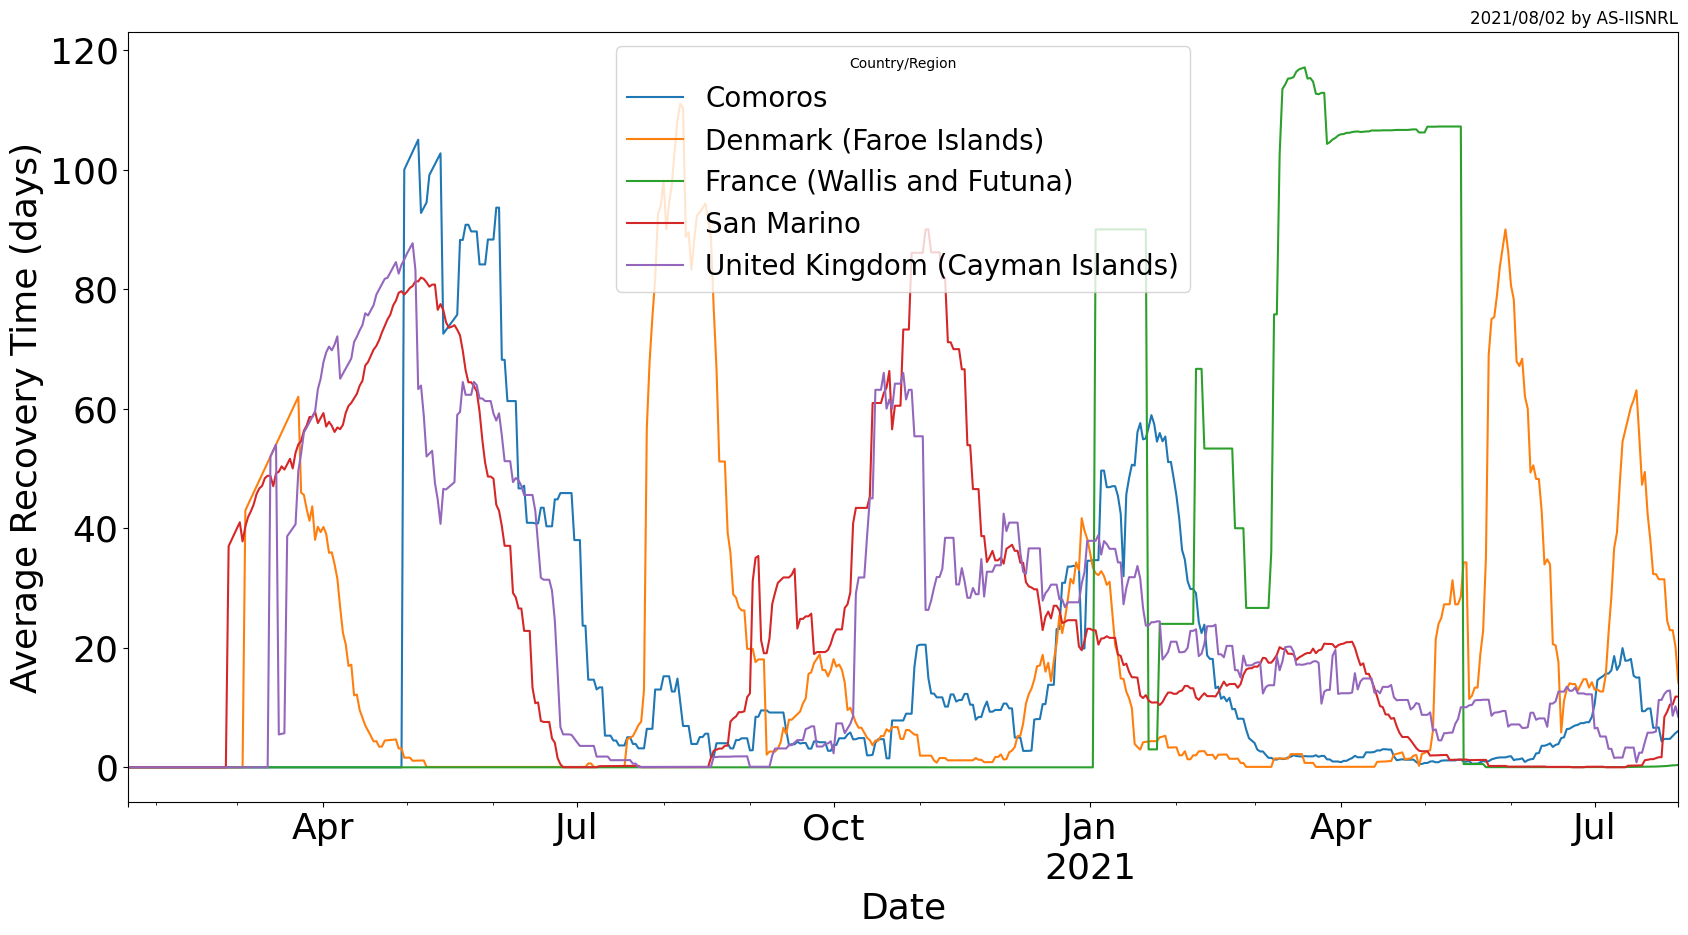 2021/08/02 by AS-IISNRL
Country/Region
Comoros
Denmark (Faroe Islands)
France (Wallis and Futuna)
San Marino
United Kingdom (Cayman Islands)
Average Recovery Time (days)
120
100
80
60
40
20
0
Apr Jul Oct Jan Apr Jul
2021
Date